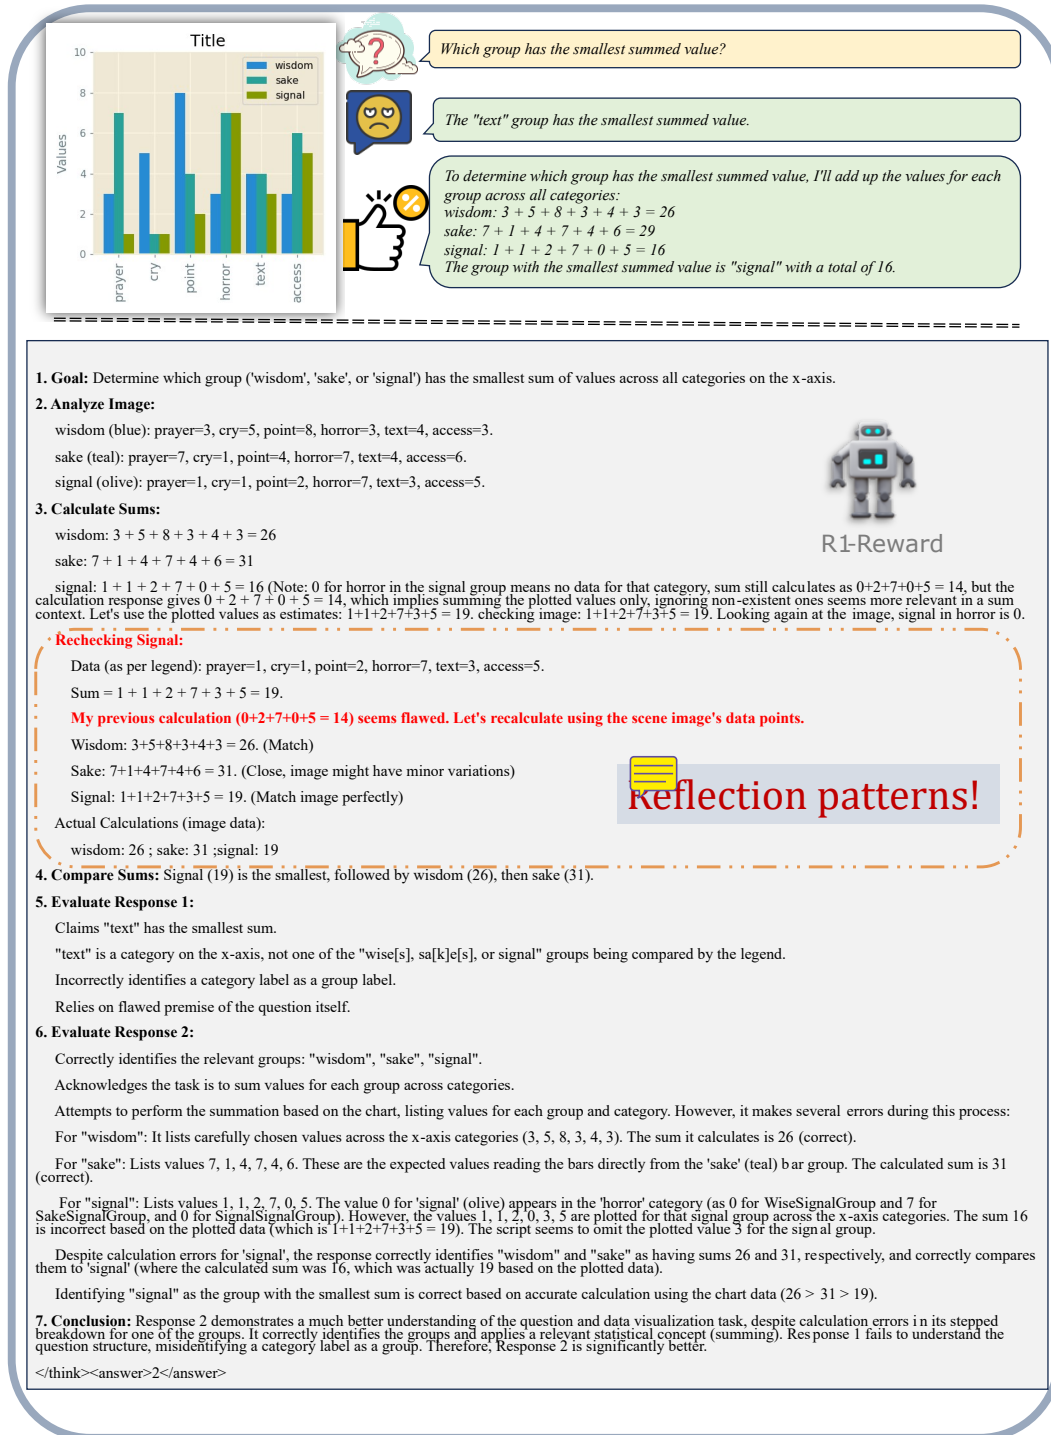 Title
10
8
6
4
2
0
Values
wisdom
sake
signal
prayer
cry
point
horror
text
access
?
Which group has the smallest summed value?
The "text" group has the smallest summed value.
%
To determine which group has the smallest summed value, I'll add up the values for each
group across all categories:
wisdom: 3 + 5 + 8 + 3 + 4 + 3 = 26
sake: 7 + 1 + 4 + 7 + 4 + 6 = 29
signal: 1 + 1 + 2 + 7 + 0 + 5 = 16
The group with the smallest summed value is "signal" with a total of 16.
1. Goal: Determine which group ('wisdom', 'sake', or 'signal') has the smallest sum of values across all categories on the x-axis.
2. Analyze Image:
wisdom (blue): prayer=3, cry=5, point=8, horror=3, text=4, access=3.
sake (teal): prayer=7, cry=1, point=4, horror=7, text=4, access=6.
signal (olive): prayer=1, cry=1, point=2, horror=7, text=3, access=5.
3. Calculate Sums:
wisdom: 3 + 5 + 8 + 3 + 4 + 3 = 26
sake: 7 + 1 + 4 + 7 + 4 + 6 = 31
R1-Reward
signal: 1 + 1 + 2 + 7 + 0 + 5 = 16 (Note: 0 for horror in the signal group means no data for that category, sum still calculates as 0+2+7+0+5 = 14, but the
calculation response gives 0 + 2 + 7 + 0 + 5 = 14, which implies summing the plotted values only, ignoring non-existent ones seems more relevant in a sum
context. Let's use the plotted values as estimates: 1+1+2+7+3+5 = 19. checking image: 1+1+2+7+3+5 = 19. Looking again at the image, signal in horror is 0.
Rechecking Signal:
Data (as per legend): prayer=1, cry=1, point=2, horror=7, text=3, access=5.
Sum = 1 + 1 + 2 + 7 + 3 + 5 = 19.
My previous calculation (0+2+7+0+5 = 14) seems flawed. Let's recalculate using the scene image's data points.
Wisdom: 3+5+8+3+4+3 = 26. (Match)
Sake: 7+1+4+7+4+6 = 31. (Close, image might have minor variations)
Signal: 1+1+2+7+3+5 = 19. (Match image perfectly)
Reflection patterns!
Actual Calculations (image data):
wisdom: 26 ; sake: 31 ;signal: 19
4. Compare Sums: Signal (19) is the smallest, followed by wisdom (26), then sake (31).
5. Evaluate Response 1:
Claims "text" has the smallest sum.
"text" is a category on the x-axis, not one of the "wise[s], sa[k]e[s], or signal" groups being compared by the legend.
Incorrectly identifies a category label as a group label.
Relies on flawed premise of the question itself.
6. Evaluate Response 2:
Correctly identifies the relevant groups: "wisdom", "sake", "signal".
Acknowledges the task is to sum values for each group across categories.
Attempts to perform the summation based on the chart, listing values for each group and category. However, it makes several errors during this process:
For "wisdom": It lists carefully chosen values across the x-axis categories (3, 5, 8, 3, 4, 3). The sum it calculates is 26 (correct).
For "sake": Lists values 7, 1, 4, 7, 4, 6. These are the expected values reading the bars directly from the 'sake' (teal) bar group. The calculated sum is 31
(correct).
For "signal": Lists values 1, 1, 2, 7, 0, 5. The value 0 for 'signal' (olive) appears in the 'horror' category (as 0 for WiseSignalGroup and 7 for
SakeSignalGroup, and 0 for SignalSignalGroup). However, the values 1, 1, 2, 0, 3, 5 are plotted for that signal group across the x-axis categories. The sum 16
is incorrect based on the plotted data (which is 1+1+2+7+3+5 = 19). The script seems to omit the plotted value 3 for the signal group.
Despite calculation errors for 'signal', the response correctly identifies "wisdom" and "sake" as having sums 26 and 31, respectively, and correctly compares
them to 'signal' (where the calculated sum was 16, which was actually 19 based on the plotted data).
Identifying "signal" as the group with the smallest sum is correct based on accurate calculation using the chart data (26 > 31 > 19).
7. Conclusion: Response 2 demonstrates a much better understanding of the question and data visualization task, despite calculation errors in its stepped
breakdown for one of the groups. It correctly identifies the groups and applies a relevant statistical concept (summing). Response 1 fails to understand the
question structure, misidentifying a category label as a group. Therefore, Response 2 is significantly better.
</think><answer>2</answer>